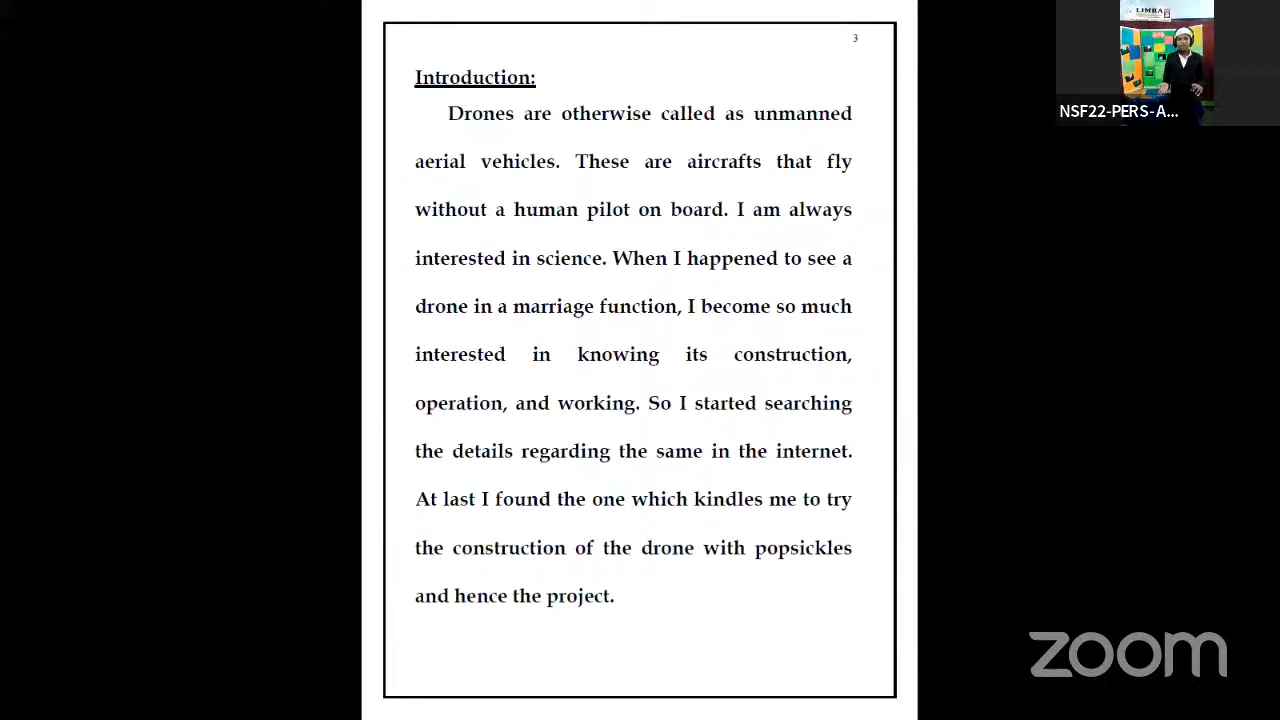 3
Introduction:
Drones are otherwise called as unmanned
aerial vehicles. These are aircrafts that fly
without a human pilot on board. I am always
interested in science. When I happened to see a
drone in a marriage function, I become so much
interested in knowing its construction,
operation, and working. So I started searching
the details regarding the same in the internet.
At last I found the one which kindles me to try
the construction of the drone with popsickles
and hence the project.
LIMRA
NSF22-PERS-A...
zoom